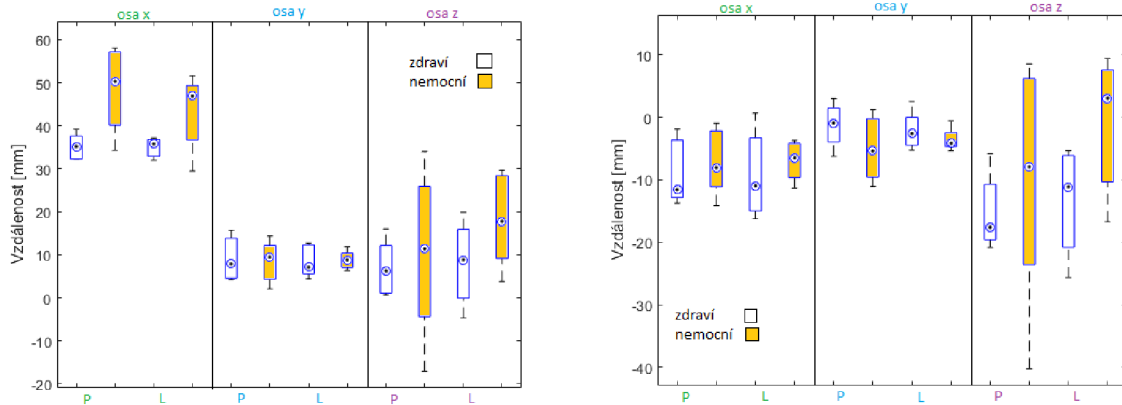 osa x osa y osa z
60
50
40
30
20
10
0
-10
-20
Vzdálenost [mm]
zdraví
nemocní
P L P L P L
osa x osa y osa z
10
0
-10
-20
-30
-40
Vzdálenost [mm]
zdraví
nemocní
P L P L P L